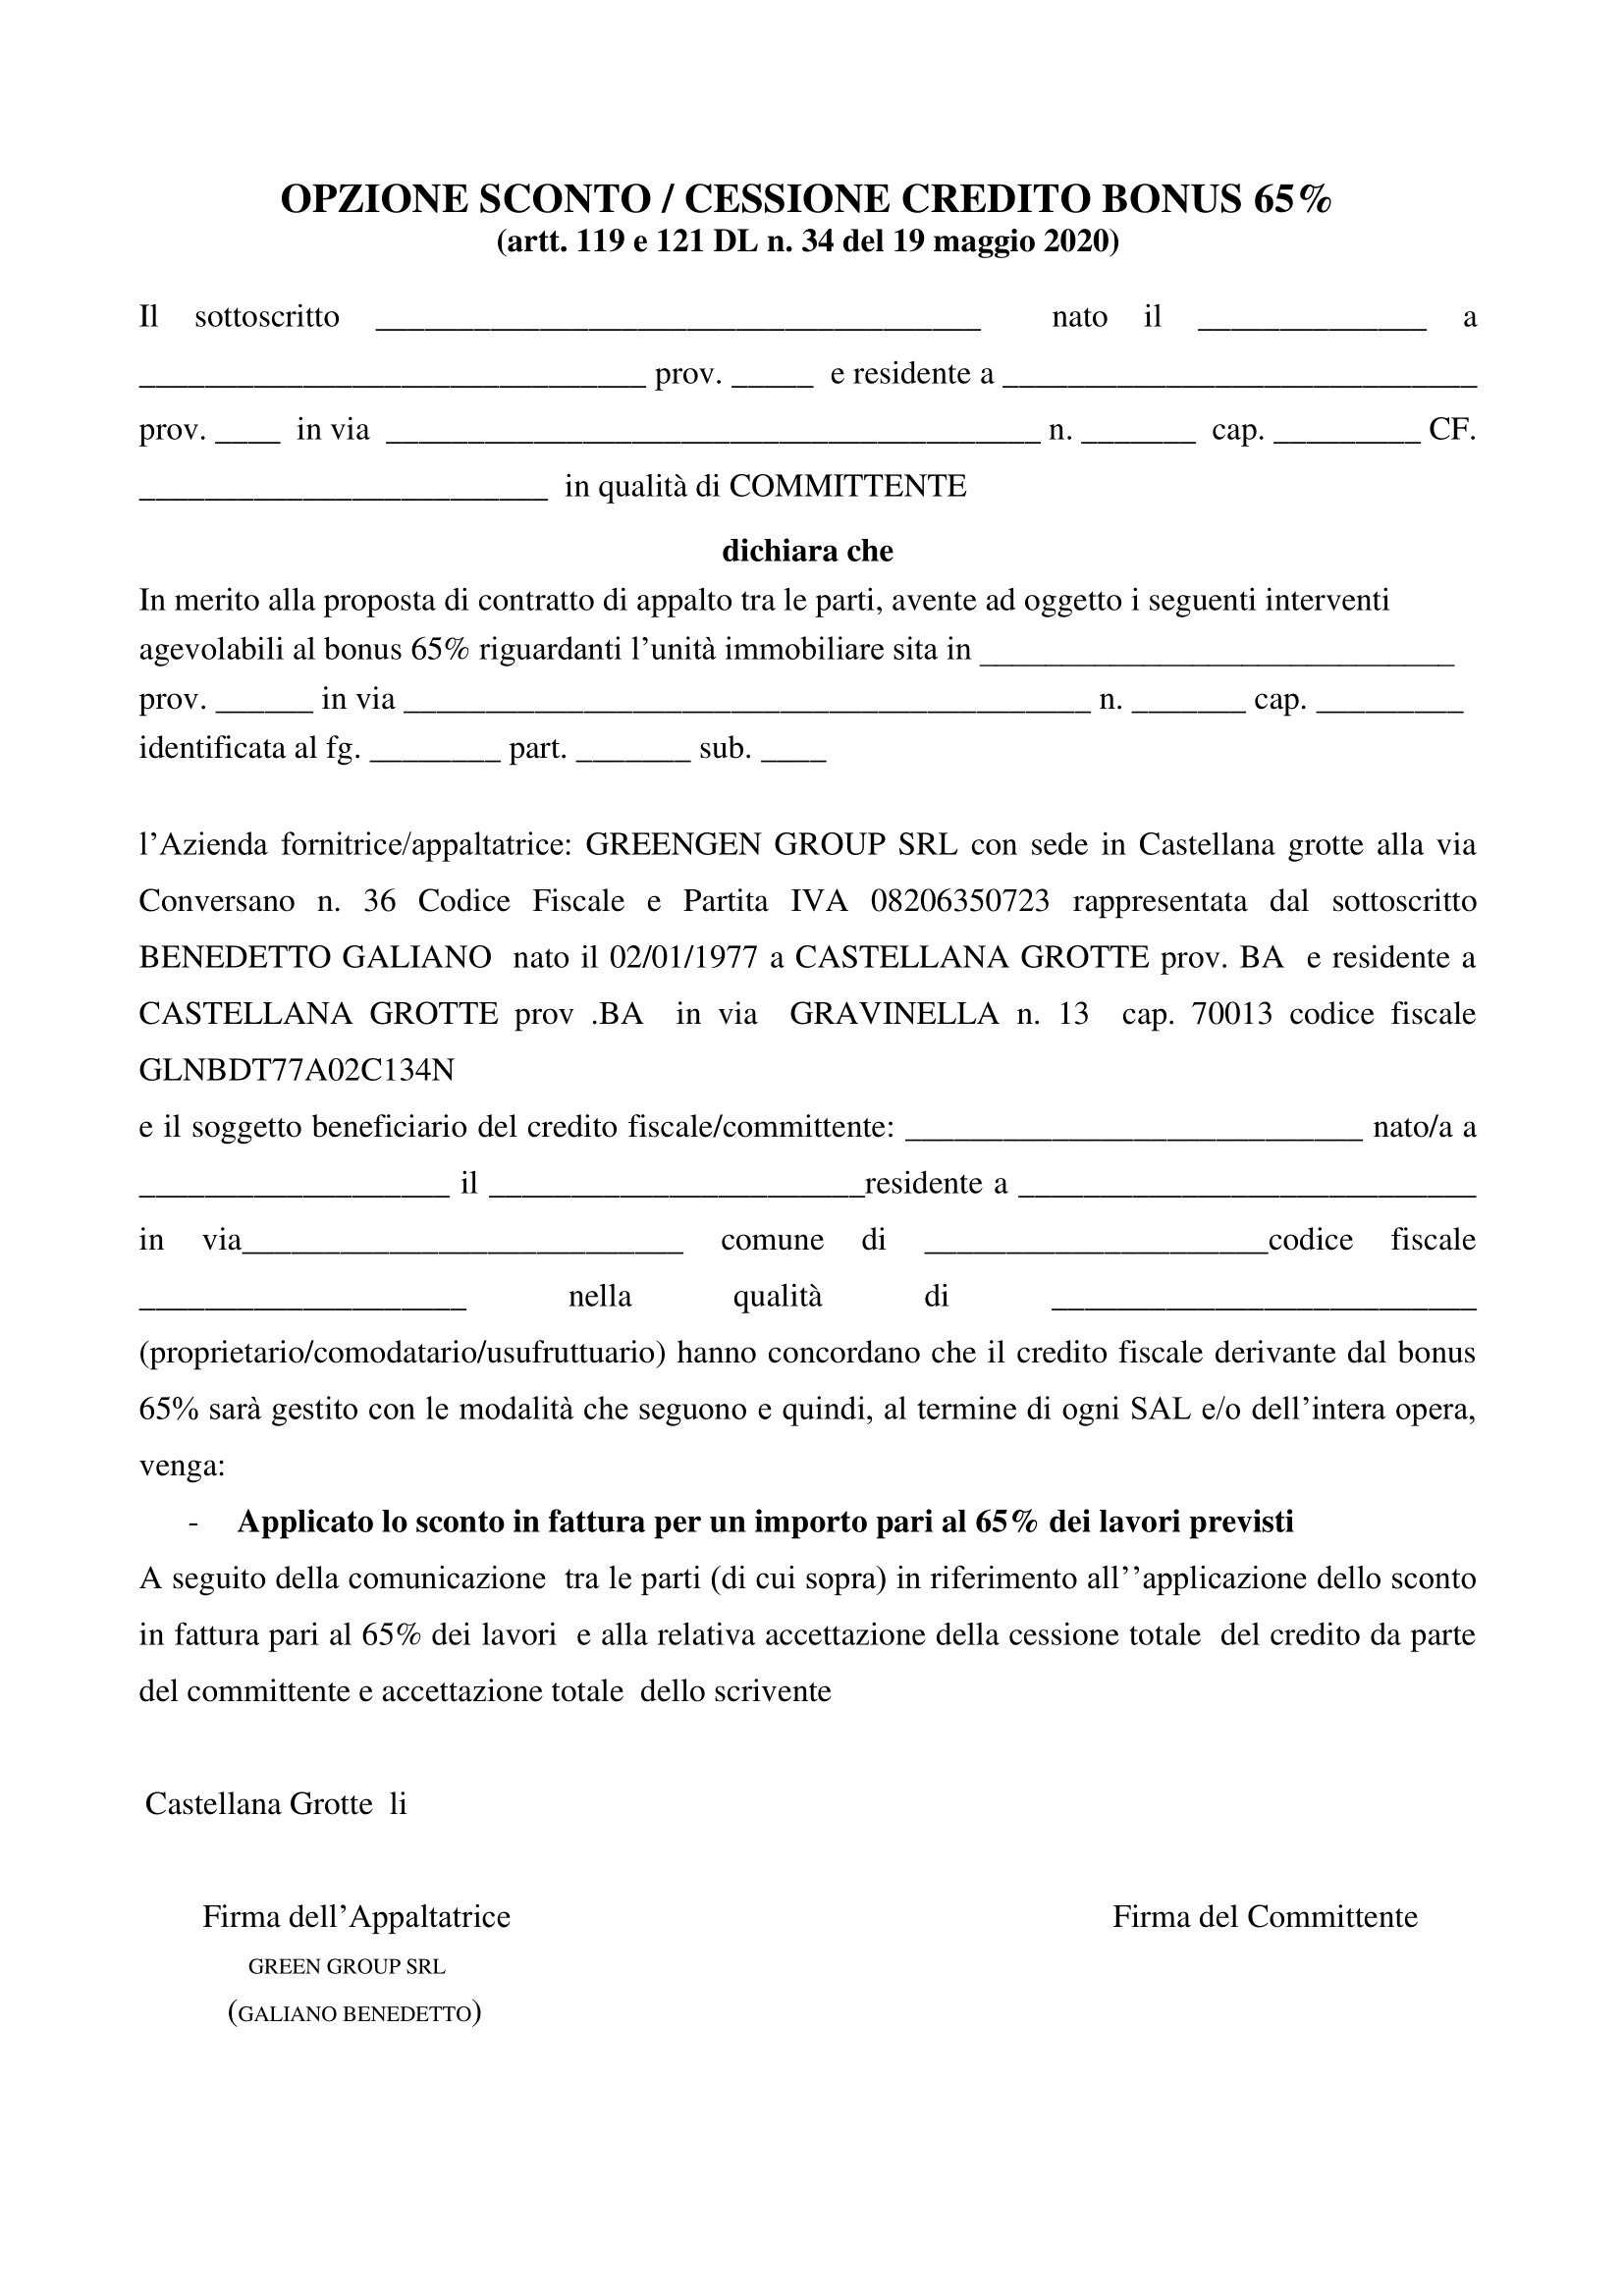 OPZIONE SCONTO / CESSIONE CREDITO BONUS 65%
(artt. 119 e 121 DL n. 34 del 19 maggio 2020)
Il sottoscritto _____________________________________ nato il ______________ a
_______________________________ prov. _____ e residente a _____________________________
prov. ____ in via ________________________________________ n. _______ cap. _________ CF.
_________________________ in qualità di COMMITTENTE
dichiara che
In merito alla proposta di contratto di appalto tra le parti, avente ad oggetto i seguenti interventi
agevolabili al bonus 65% riguardanti l’unità immobiliare sita in _____________________________
prov. ______ in via __________________________________________ n. _______ cap. _________
identificata al fg. ________ part. _______ sub. ____
l’Azienda fornitrice/appaltatrice: GREENGEN GROUP SRL con sede in Castellana grotte alla via
Conversano n. 36 Codice Fiscale e Partita IVA 08206350723 rappresentata dal sottoscritto
BENEDETTO GALIANO nato il 02/01/1977 a CASTELLANA GROTTE prov. BA e residente a
CASTELLANA GROTTE prov .BA in via GRAVINELLA n. 13 cap. 70013 codice fiscale
GLNBDT77A02C134N
e il soggetto beneficiario del credito fiscale/committente: ____________________________ nato/a a
___________________ il _______________________residente a ____________________________
in via___________________________ comune di _____________________codice fiscale
____________________ nella qualità di __________________________
(proprietario/comodatario/usufruttuario) hanno concordano che il credito fiscale derivante dal bonus
65% sarà gestito con le modalità che seguono e quindi, al termine di ogni SAL e/o dell’intera opera,
venga:
- Applicato lo sconto in fattura per un importo pari al 65% dei lavori previsti
A seguito della comunicazione tra le parti (di cui sopra) in riferimento all’’applicazione dello sconto
in fattura pari al 65% dei lavori e alla relativa accettazione della cessione totale del credito da parte
del committente e accettazione totale dello scrivente
Castellana Grotte li
Firma dell’Appaltatrice Firma del Committente
GREEN GROUP SRL
(GALIANO BENEDETTO)